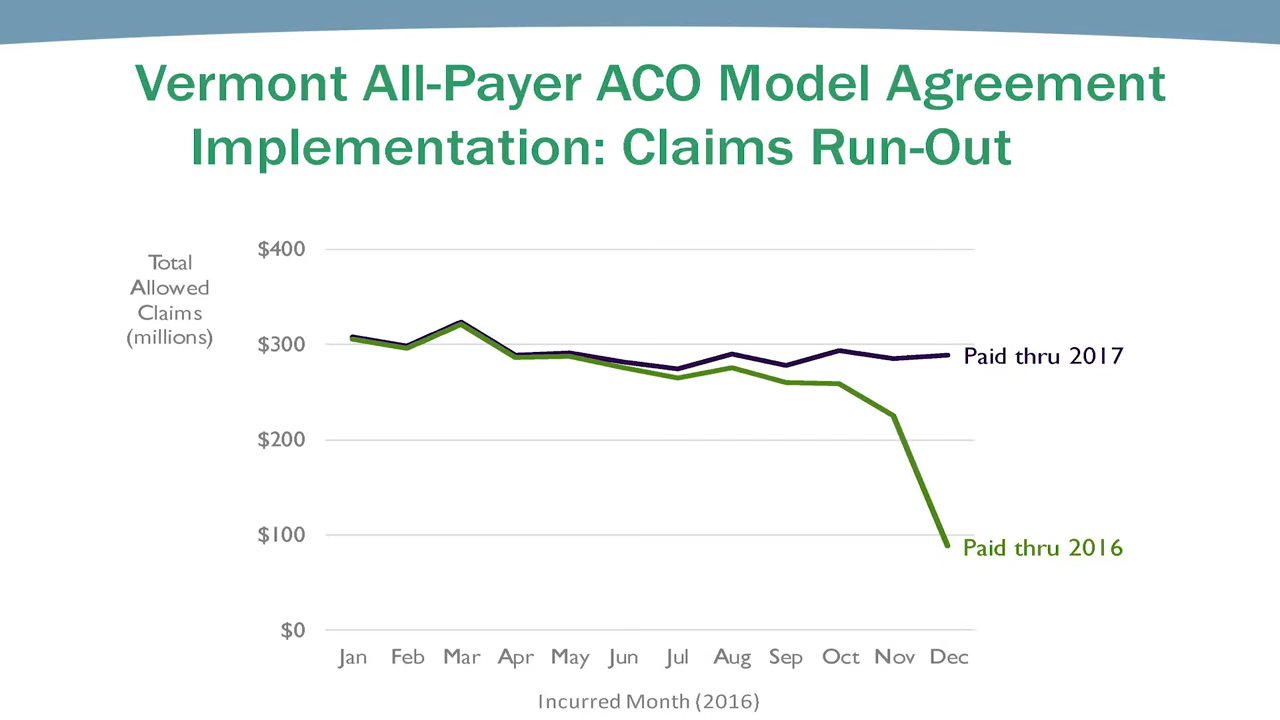 Vermont All-Payer ACO Model Agreement
Implementation: Claims Run-Out
Total
Allowed
Claims
(millions)
$400
$300
$200
$100
$0
Paid thru 2017
Paid thru 2016
Jan Feb Mar Apr May Jun Jul Aug Sep Oct Nov Dec
Incurred Month (2016)